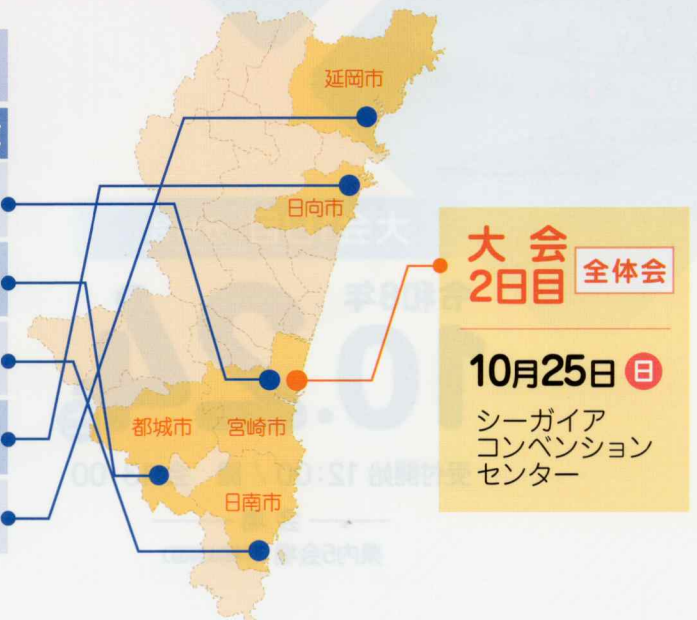 延岡市
日向市
都城市
宮崎市
日南市
大会
2日目
全体会
10月25日 日
シーガイア
コンベンション
センター